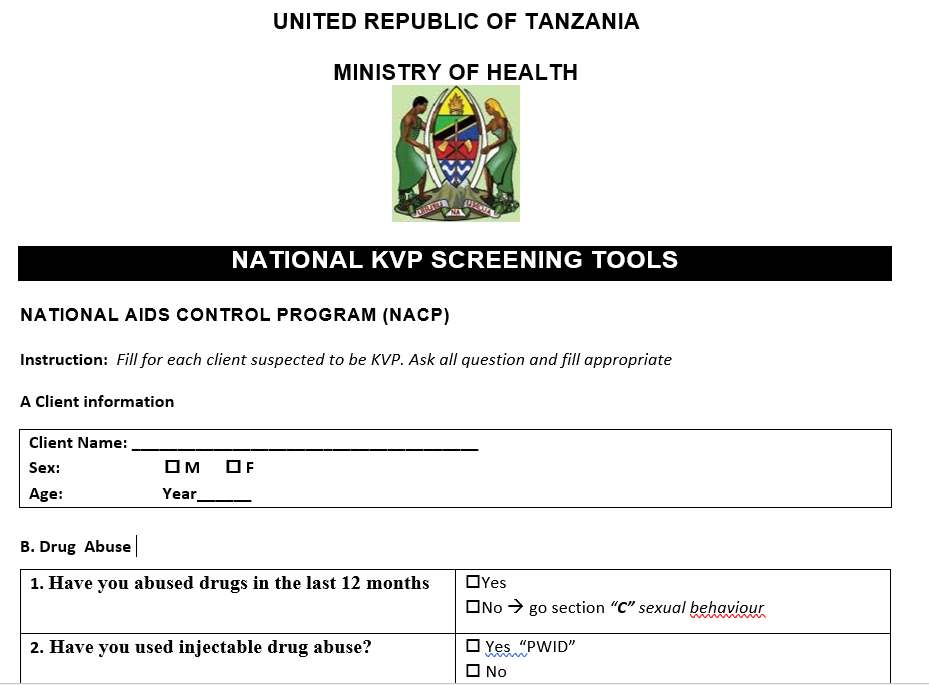 UNITED REPUBLIC OF TANZANIA
MINISTRY OF HEALTH
UHURU NA UMOJA
NATIONAL KVP SCREENING TOOLS
NATIONAL AIDS CONTROL PROGRAM (NACP)
Instruction: Fill for each client suspected to be KVP. Ask all question and fill appropriate
A Client information
Client Name: ______________________________________
Sex: ☐ M ☐ F
Age: Year______
B. Drug Abuse
1. Have you abused drugs in the last 12 months
☐Yes
☐No → go section “C” sexual behaviour
2. Have you used injectable drug abuse?
☐ Yes “PWID”
☐ No